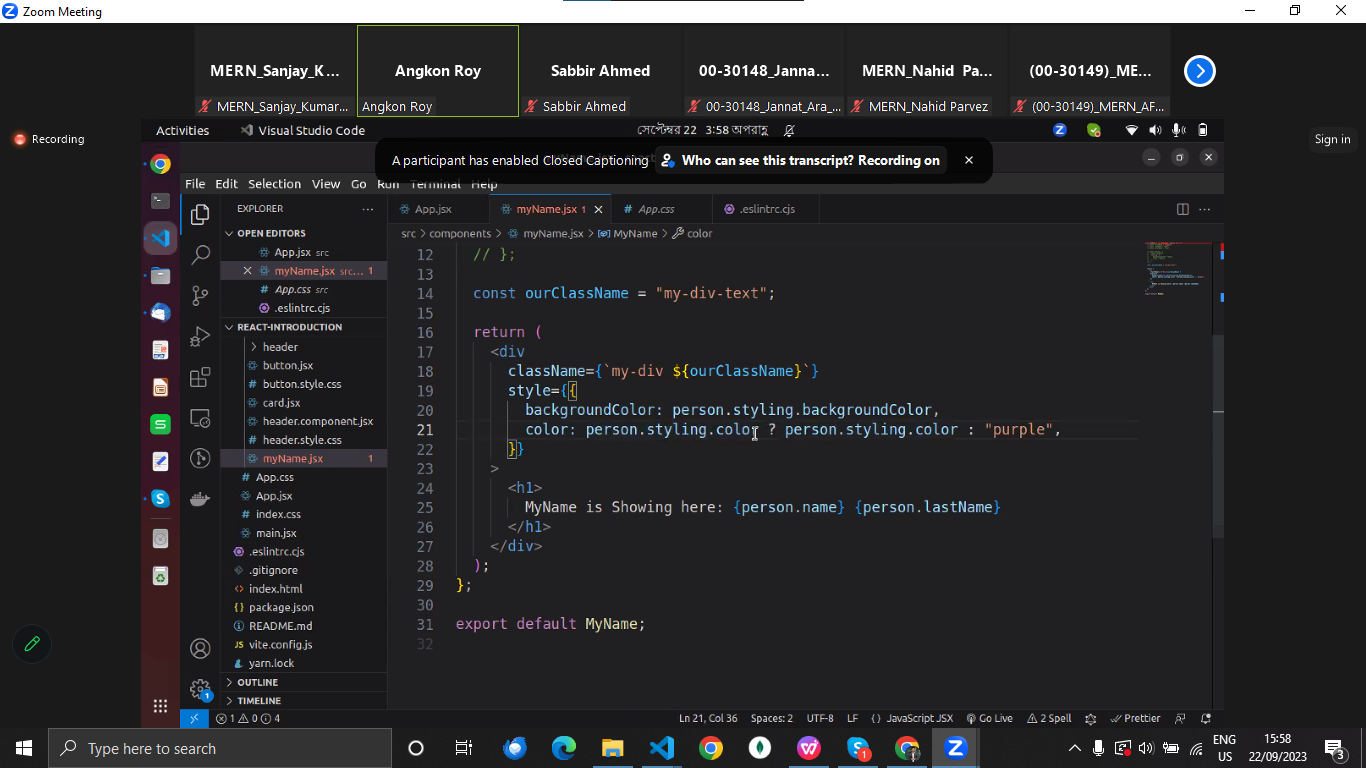 Zoom Meeting
MERN_Sanjay_K...
Angkon Roy
Sabbir Ahmed
00-30148_Janna...
MERN_Nahid Pa...
(00-30149)_ME...
MERN_Sanjay_Kumar...
Angkon Roy
Sabbir Ahmed
00-30148_Jannat_Ara_...
MERN_Nahid Parvez
(00-30149)_MERN_AF...
Recording
Sign in
Activities
Visual Studio Code
সেপ্টেম্বর 22 3:58 অপরাহ্ণ
A participant has enabled Closed Captioning
Who can see this transcript? Recording on
File Edit Selection View Go Run Terminal Help
EXPLORER
OPEN EDITORS
App.jsx src
myName.jsx src... 1
App.css src
.eslintrc.cjs
REACT-INTRODUCTION
header
button.jsx
button.style.css
card.jsx
header.component.jsx
header.style.css
myName.jsx 1
App.css
App.jsx
index.css
main.jsx
.eslintrc.cjs
.gitignore
index.html
package.json
README.md
vite.config.js
yarn.lock
OUTLINE
TIMELINE
App.jsx
myName.jsx 1
App.css
.eslintrc.cjs
src > components > myName.jsx > MyName > color
12 // };
13
14 const ourClassName = "my-div-text";
15
16 return (
17 <div
18 className={`my-div ${ourClassName}`}
19 style={{
20 backgroundColor: person.styling.backgroundColor,
21 color: person.styling.color ? person.styling.color : "purple",
22 }}
23 >
24 <h1>
25 MyName is Showing here: {person.name} {person.lastName}
26 </h1>
27 </div>
28 );
29 };
30
31 export default MyName;
32
1
1 0 4
Ln 21, Col 36 Spaces: 2 UTF-8 LF {} JavaScript JSX Go Live 2 Spell Prettier
Type here to search
1
ENG
US
15:58
22/09/2023
3